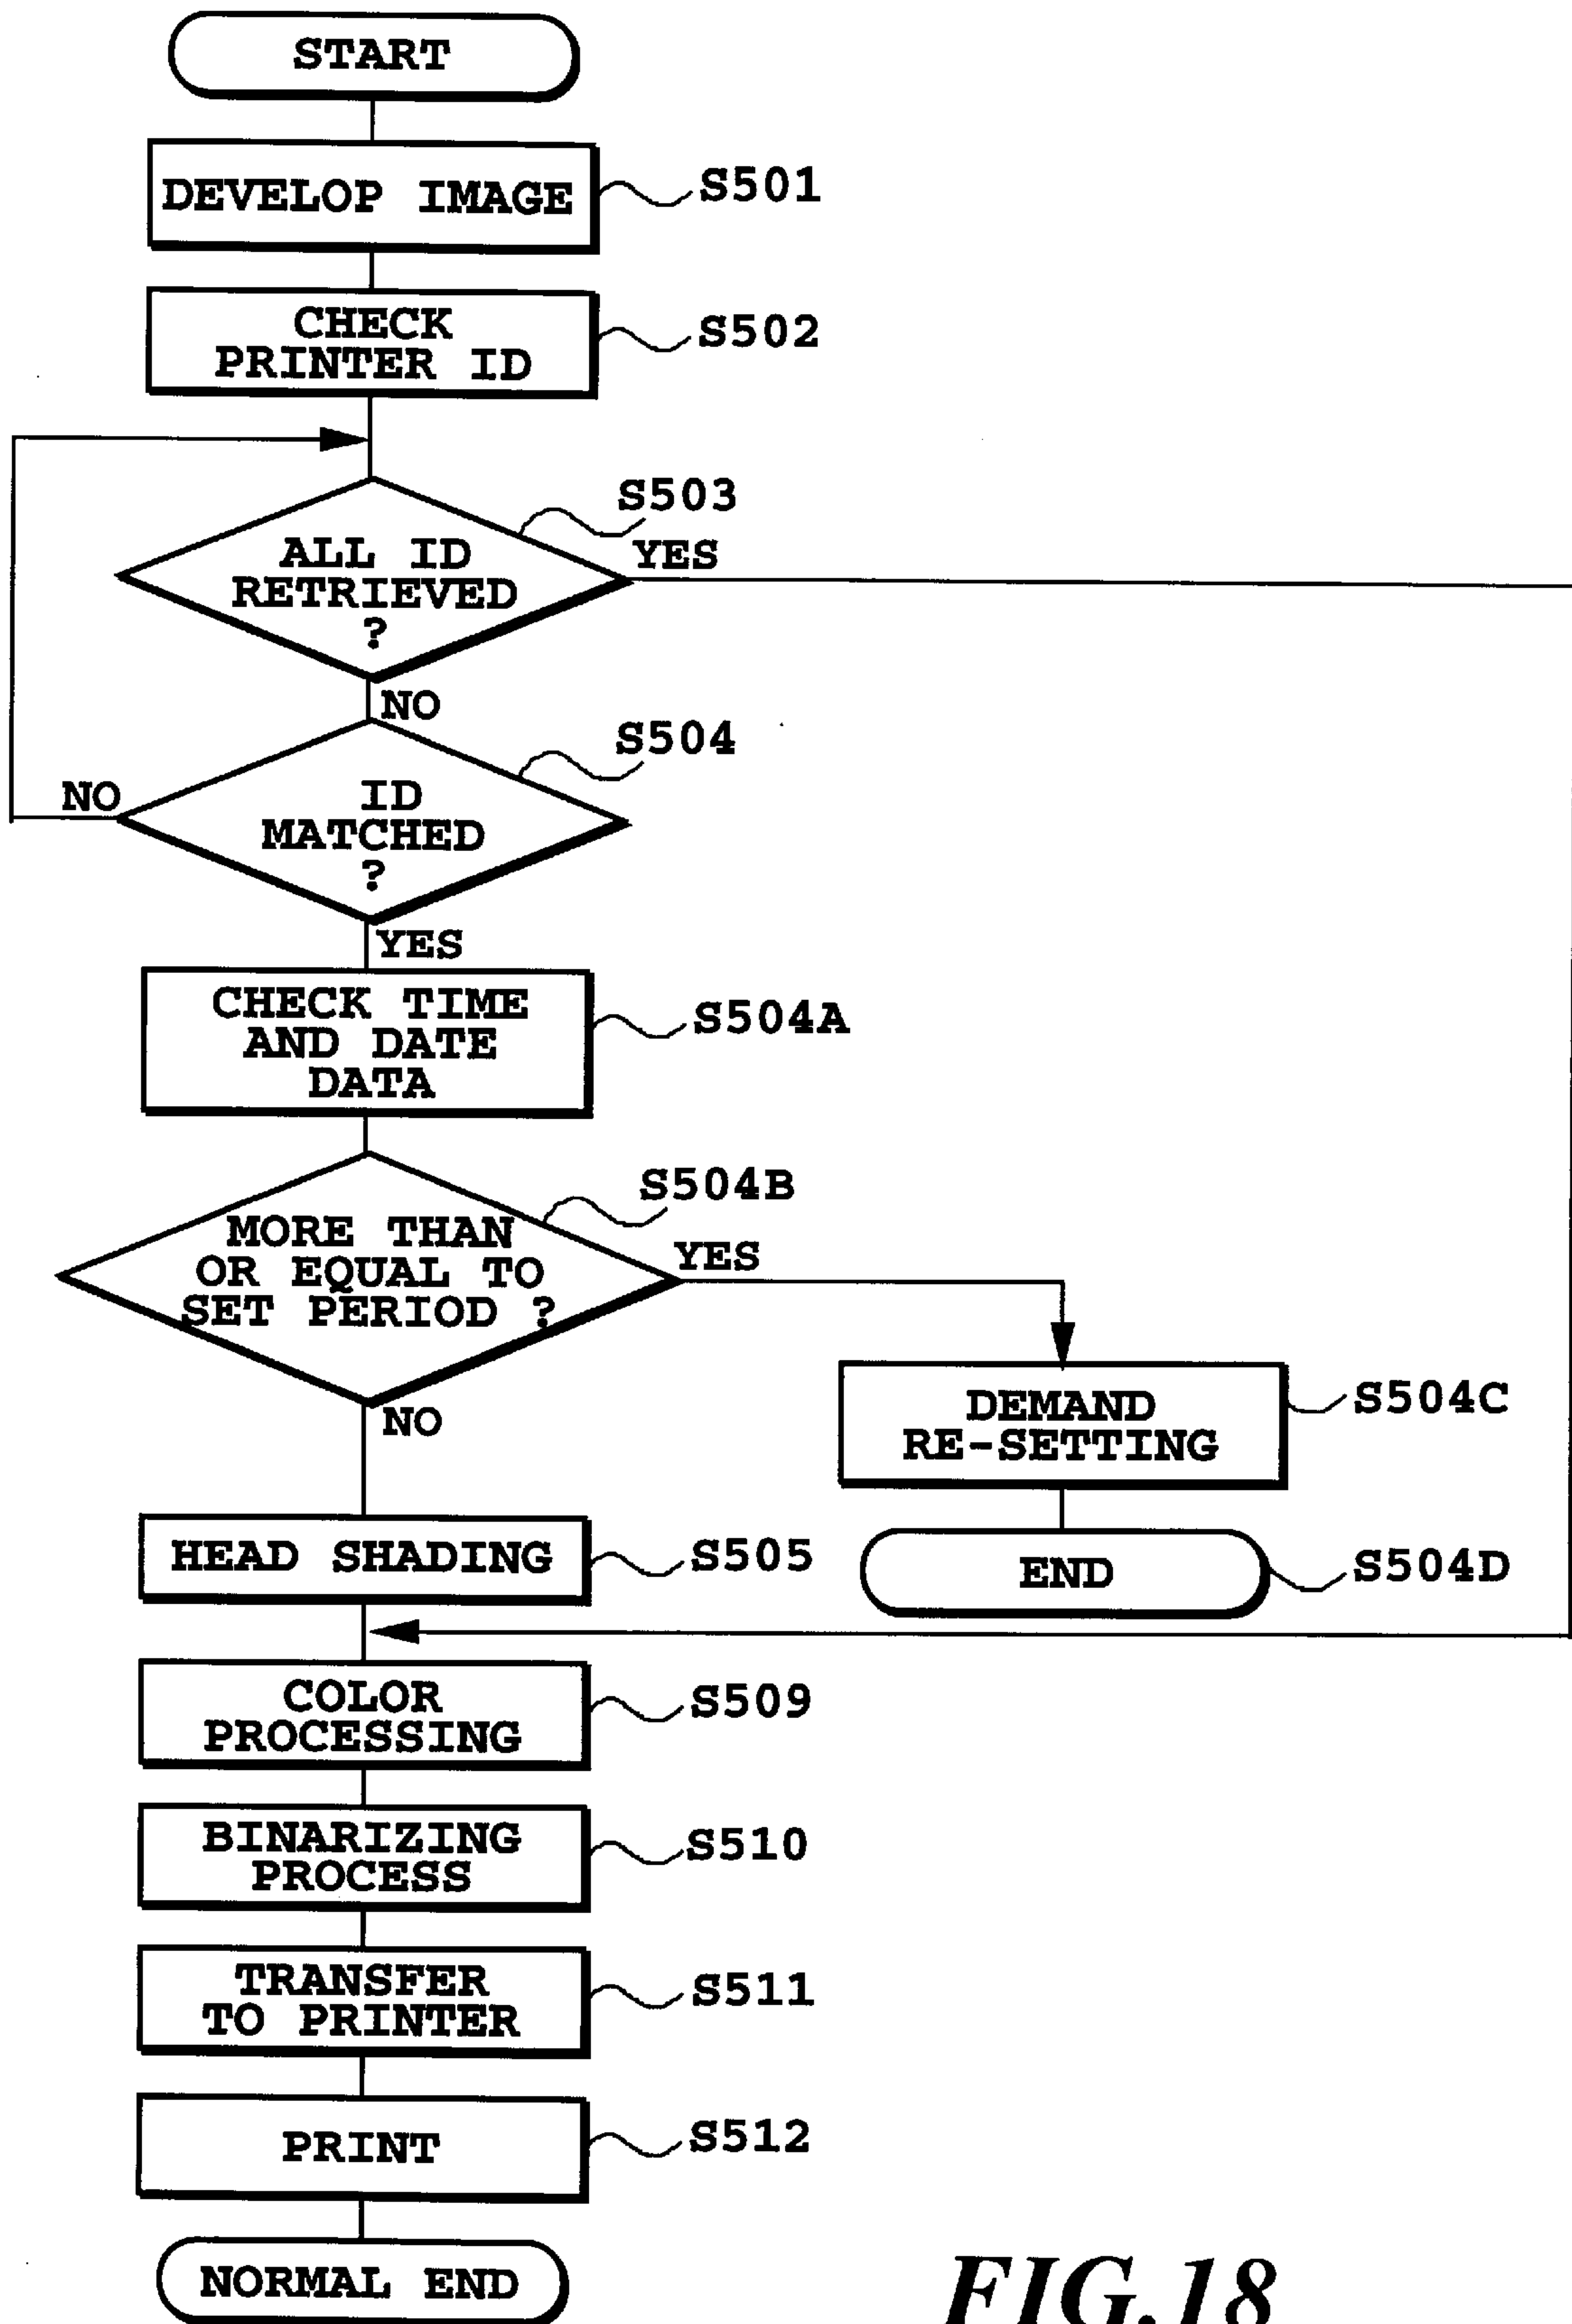 START
DEVELOP IMAGE
S501
CHECK
PRINTER ID
S502
S503
ALL ID
RETRIEVED
?
YES
NO
S504
ID
MATCHED
?
NO
YES
CHECK TIME
AND DATE
DATA
S504A
S504B
MORE THAN
OR EQUAL TO
SET PERIOD ?
YES
NO
DEMAND
RE-SETTING
S504C
HEAD SHADING
S505
END
S504D
COLOR
PROCESSING
S509
BINARIZING
PROCESS
S510
TRANSFER
TO PRINTER
S511
PRINT
S512
NORMAL END
FIG.18